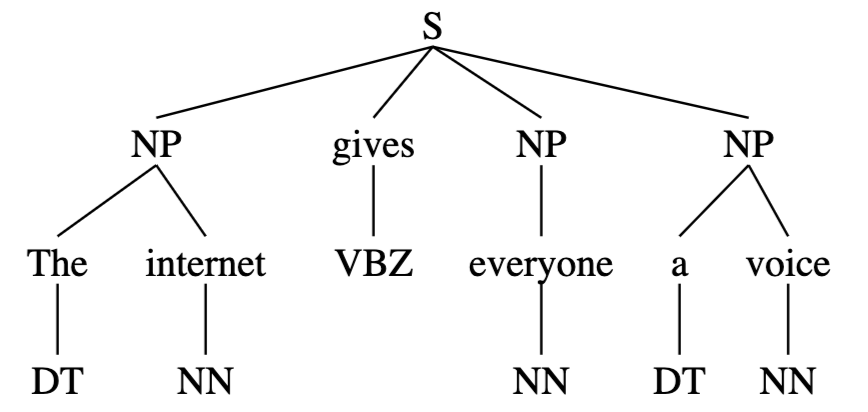 S
NP gives NP NP
The internet VBZ everyone a voice
DT NN NN DT NN